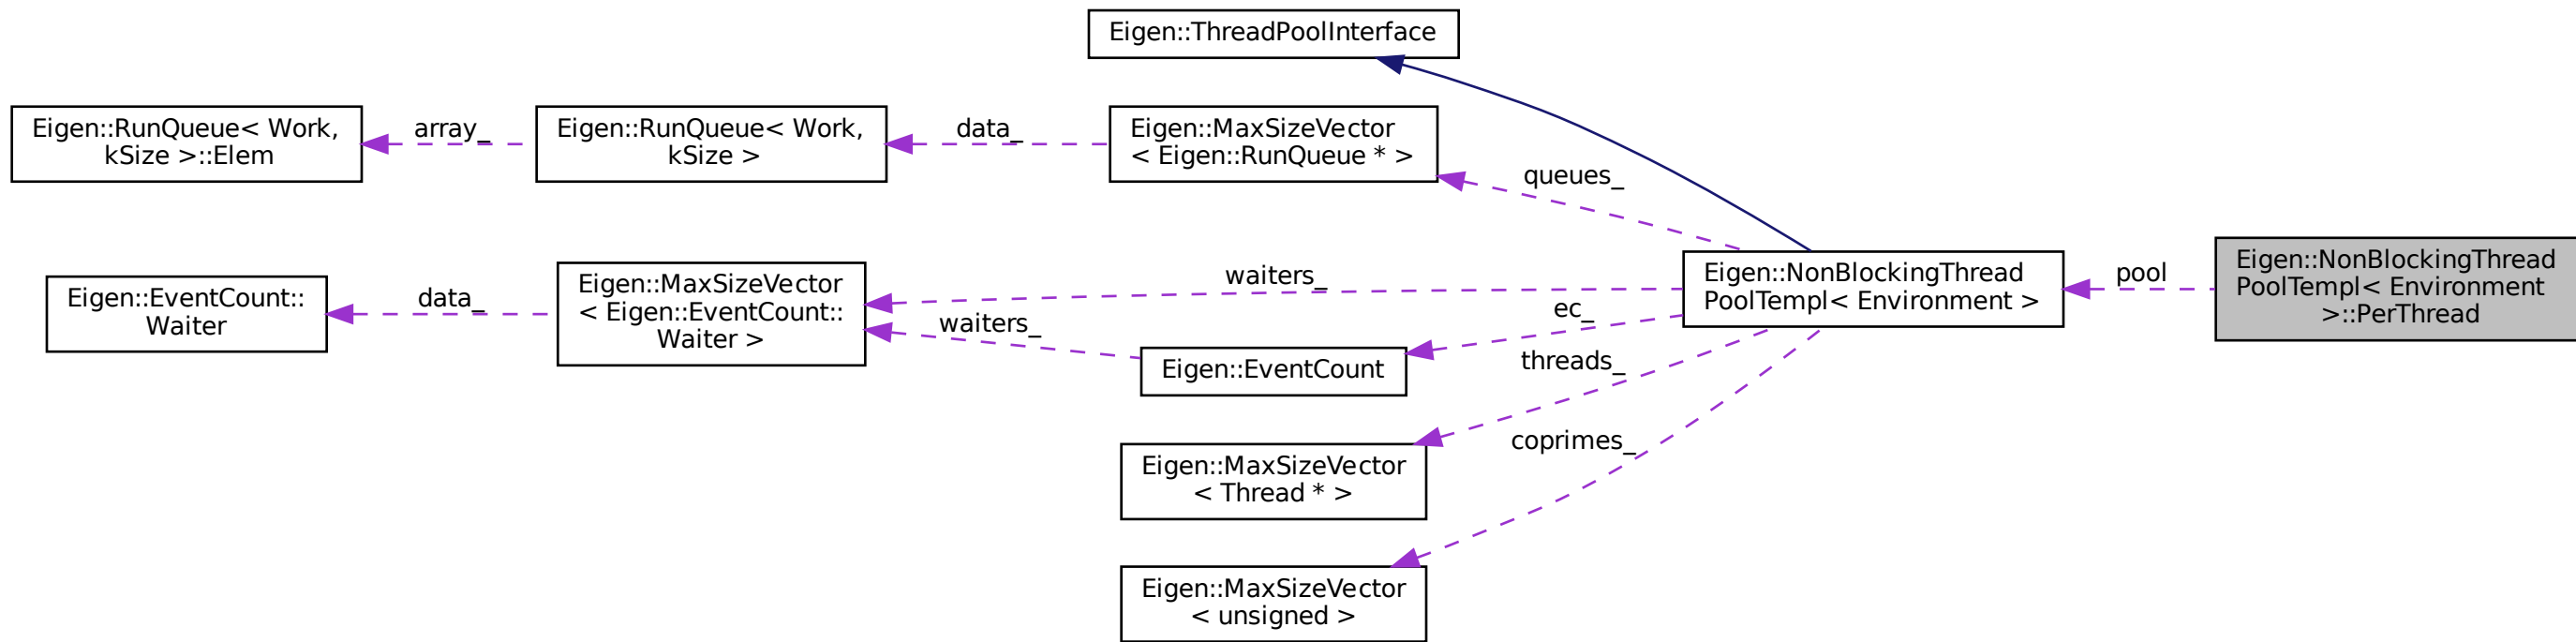 Eigen::ThreadPoolInterface
Eigen::RunQueue< Work,
kSize >::Elem
array_
Eigen::RunQueue< Work,
kSize >
data_
Eigen::MaxSizeVector
< Eigen::RunQueue * >
queues_
Eigen::EventCount::
Waiter
data_
Eigen::MaxSizeVector
< Eigen::EventCount::
Waiter >
waiters_
waiters_
ec_
Eigen::EventCount
threads_
Eigen::MaxSizeVector
< Thread * >
coprimes_
Eigen::MaxSizeVector
< unsigned >
Eigen::NonBlockingThread
PoolTempl< Environment >
pool
Eigen::NonBlockingThread
PoolTempl< Environment
>::PerThread